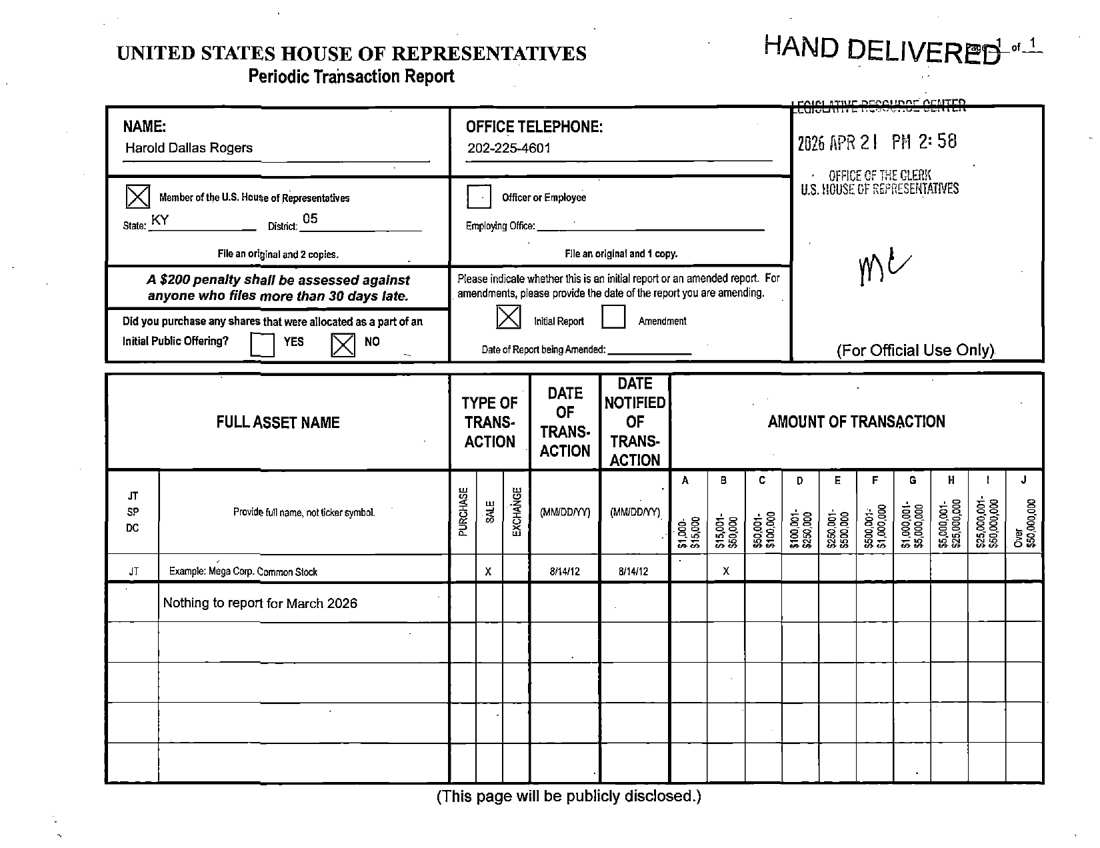 UNITED STATES HOUSE OF REPRESENTATIVES
Periodic Transaction Report
HAND DELIVERED
Page 1 of 1
NAME:
Harold Dallas Rogers
OFFICE TELEPHONE:
202-225-4601
LEGISLATIVE RESOURCE CENTER
2026 APR 21 PM 2:58
OFFICE OF THE CLERK
U.S. HOUSE OF REPRESENTATIVES
Member of the U.S. House of Representatives
State: KY District: 05
File an original and 2 copies.
Officer or Employee
Employing Office:
File an original and 1 copy.
A $200 penalty shall be assessed against
anyone who files more than 30 days late.
Please indicate whether this is an initial report or an amended report. For
amendments, please provide the date of the report you are amending.
Initial Report Amendment
Date of Report being Amended:
Did you purchase any shares that were allocated as a part of an
Initial Public Offering? YES NO
(For Official Use Only)
FULL ASSET NAME
TYPE OF
TRANS-
ACTION
DATE
OF
TRANS-
ACTION
DATE
NOTIFIED
OF
TRANS-
ACTION
AMOUNT OF TRANSACTION
JT
SP
DC
Provide full name, not ticker symbol.
PURCHASE
SALE
EXCHANGE
(MM/DD/YY)
(MM/DD/YY)
A
$1,000-
$15,000
B
$15,001-
$50,000
C
$50,001-
$100,000
D
$100,001-
$250,000
E
$250,001-
$500,000
F
$500,001-
$1,000,000
G
$1,000,001-
$5,000,000
H
$5,000,001-
$25,000,000
I
$25,000,001-
$50,000,000
J
Over
$50,000,000
JT Example: Mega Corp. Common Stock X 8/14/12 8/14/12 X
Nothing to report for March 2026
(This page will be publicly disclosed.)